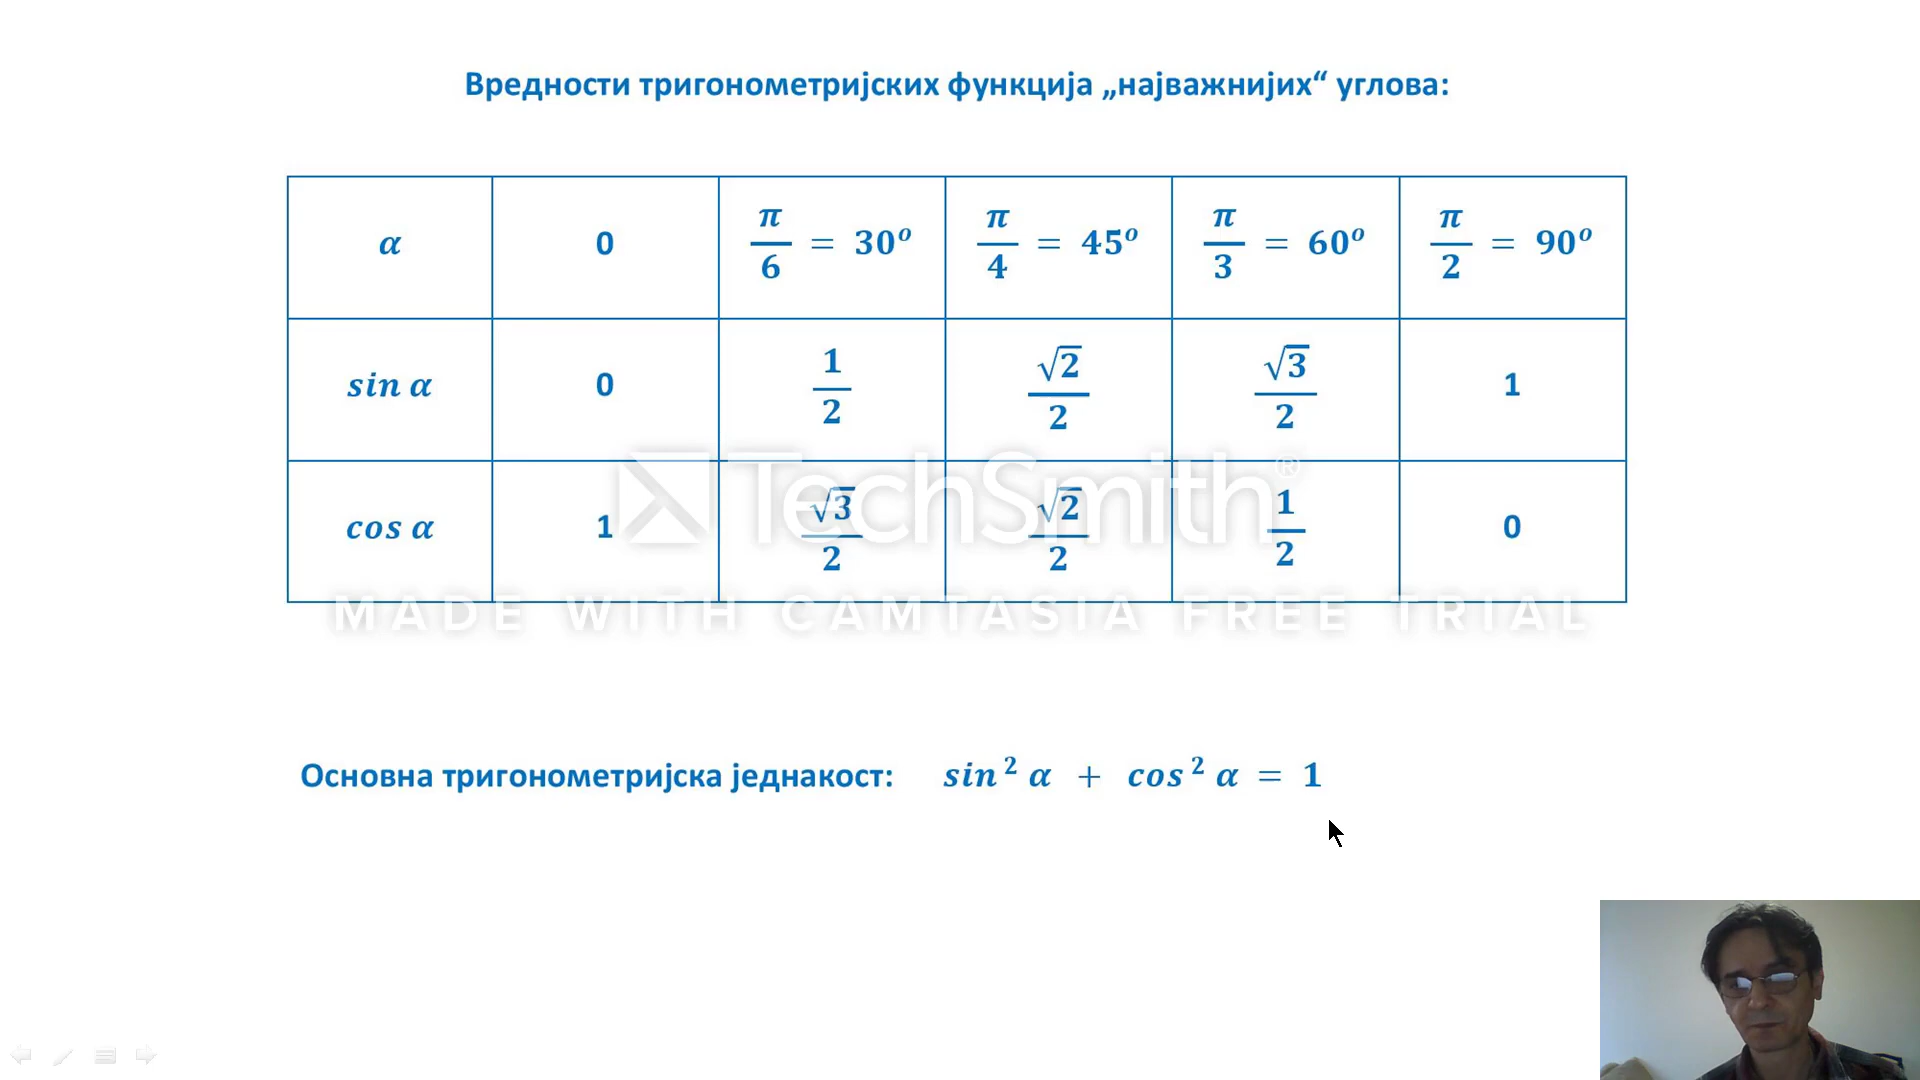 Вредности тригонометријских функција „најважнијих“ углова:
α 0 π/6 = 30° π/4 = 45° π/3 = 60° π/2 = 90°
sin α 0 1/2 √2/2 √3/2 1
cos α 1 √3/2 √2/2 1/2 0
TechSmith®
MADE WITH CAMTASIA FREE TRIAL
Основна тригонометријска једнакост: sin² α + cos² α = 1